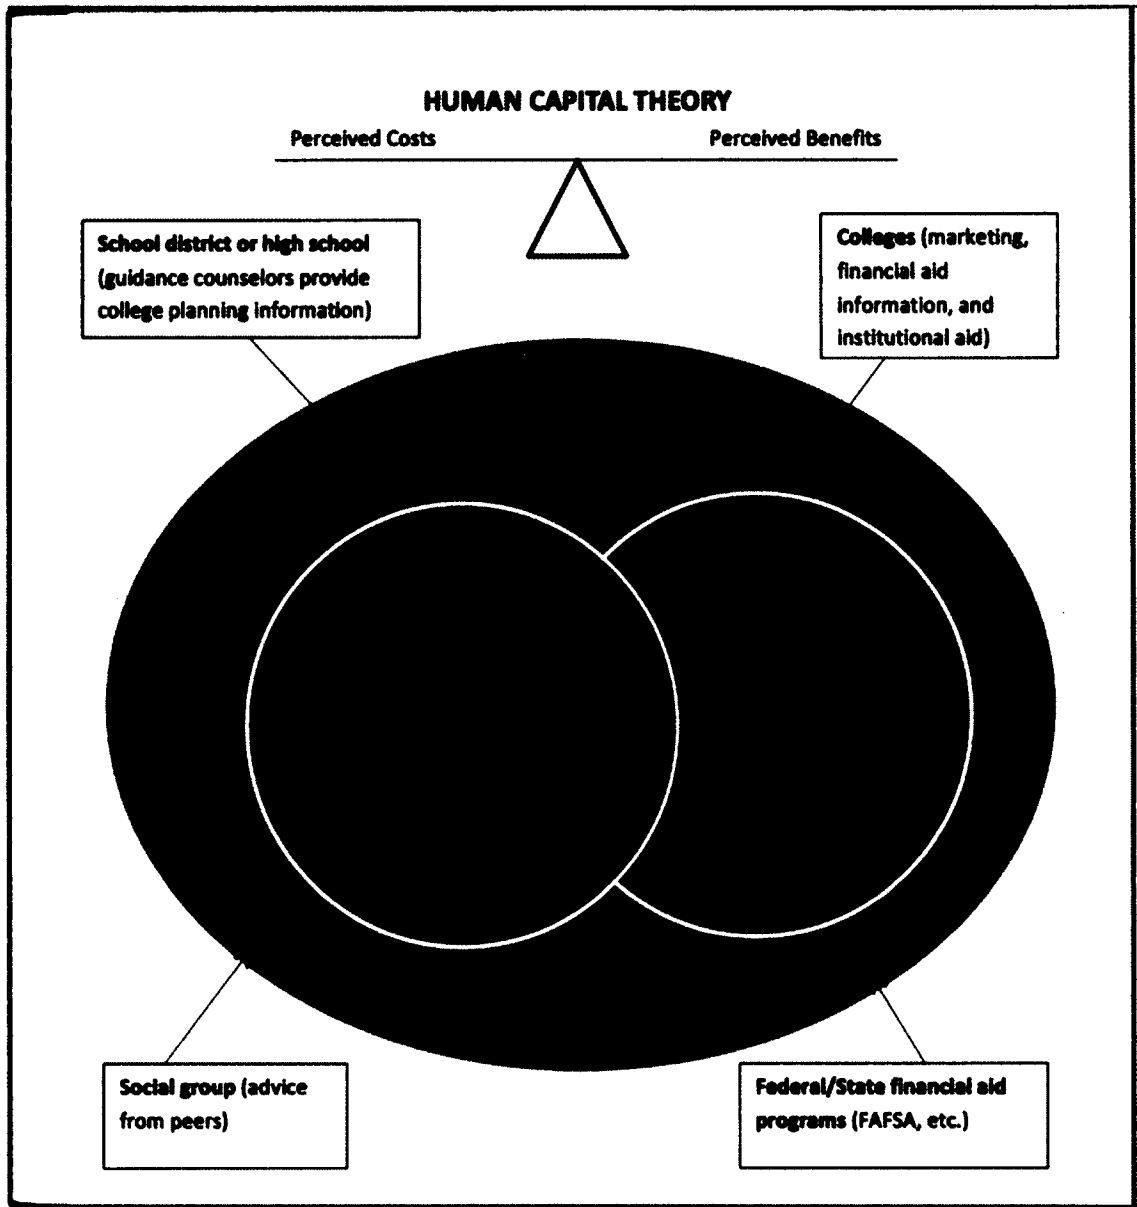 HUMAN CAPITAL THEORY
Perceived Costs
Perceived Benefits
School district or high school
(guidance counselors provide
college planning information)
Colleges (marketing,
financial aid
information, and
institutional aid)
Social group (advice
from peers)
Federal/State financial aid
programs (FAFSA, etc.)